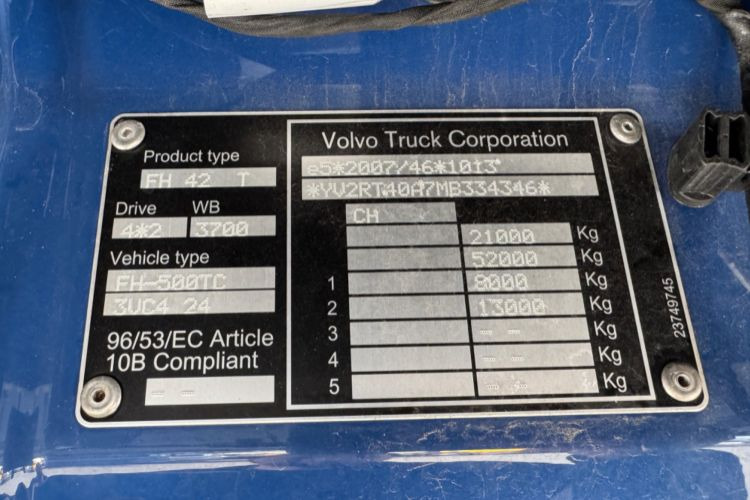 Product type
FH 42 T
Drive WB
4*2 3700
Vehicle type
FH-500TC
3VC4 24
96/53/EC Article
10B Compliant
-- --
Volvo Truck Corporation
e5*2007/46*1013*
*YV2RT40A7MB334346*
CH
21000 Kg
52000 Kg
1 8000 Kg
2 13000 Kg
3 -- -- Kg
4 -- -- Kg
5 -- -- Kg
23749745